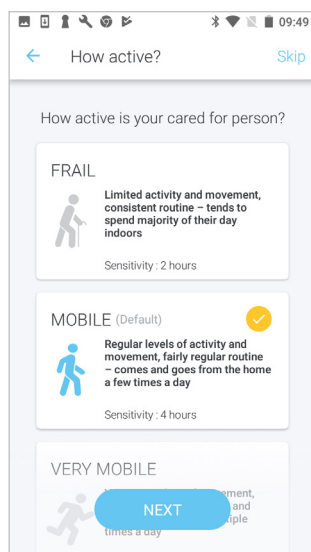 09:49
How active?
Skip
How active is your cared for person?
FRAIL
Limited activity and movement,
consistent routine – tends to
spend majority of their day
indoors
Sensitivity : 2 hours
MOBILE (Default)
Regular levels of activity and
movement, fairly regular routine
– comes and goes from the home
a few times a day
Sensitivity : 4 hours
VERY MOBILE
and
NEXT
times a day